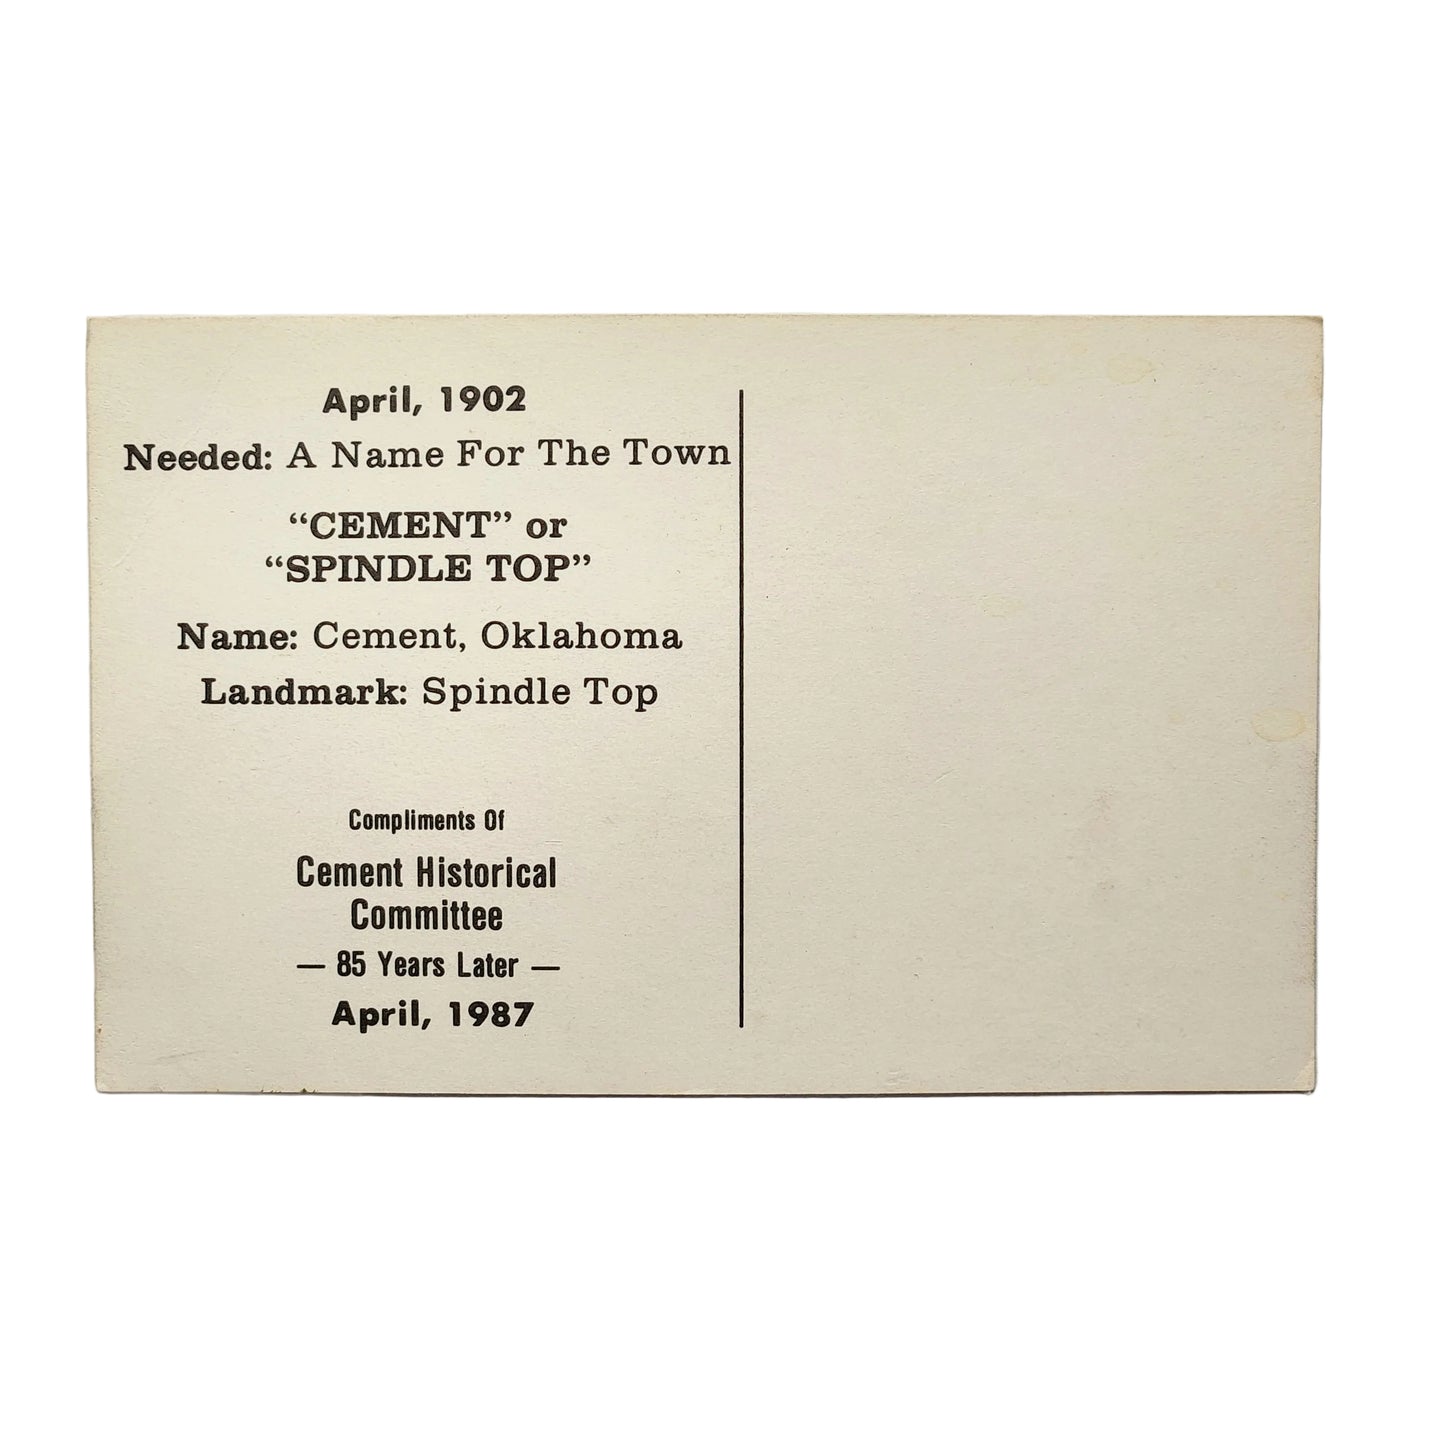 April, 1902
Needed: A Name For The Town
“CEMENT” or
“SPINDLE TOP”
Name: Cement, Oklahoma
Landmark: Spindle Top
Compliments Of
Cement Historical
Committee
— 85 Years Later —
April, 1987